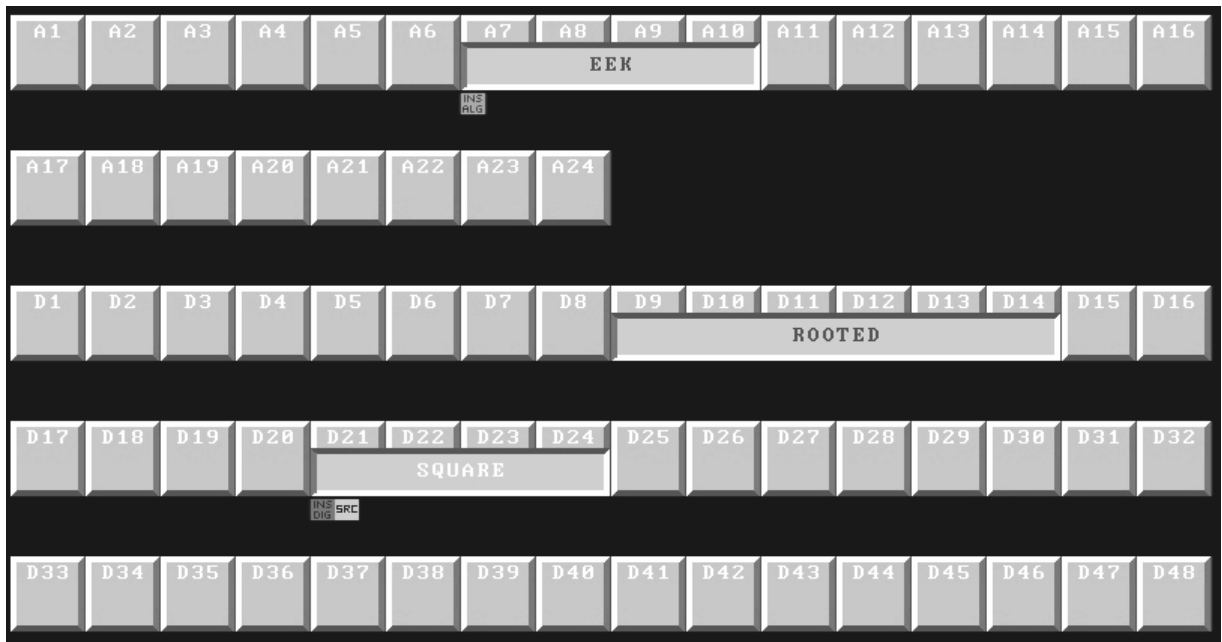 A1 A2 A3 A4 A5 A6 A7 A8 A9 A10 A11 A12 A13 A14 A15 A16
EEK
INS
ALG
A17 A18 A19 A20 A21 A22 A23 A24
D1 D2 D3 D4 D5 D6 D7 D8 D9 D10 D11 D12 D13 D14 D15 D16
ROOTED
D17 D18 D19 D20 D21 D22 D23 D24 D25 D26 D27 D28 D29 D30 D31 D32
SQUARE
INS SRC
DIG
D33 D34 D35 D36 D37 D38 D39 D40 D41 D42 D43 D44 D45 D46 D47 D48